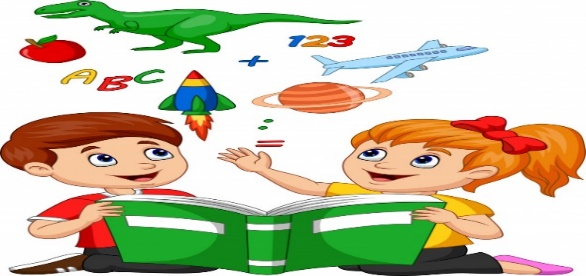 123
ABC
+
=